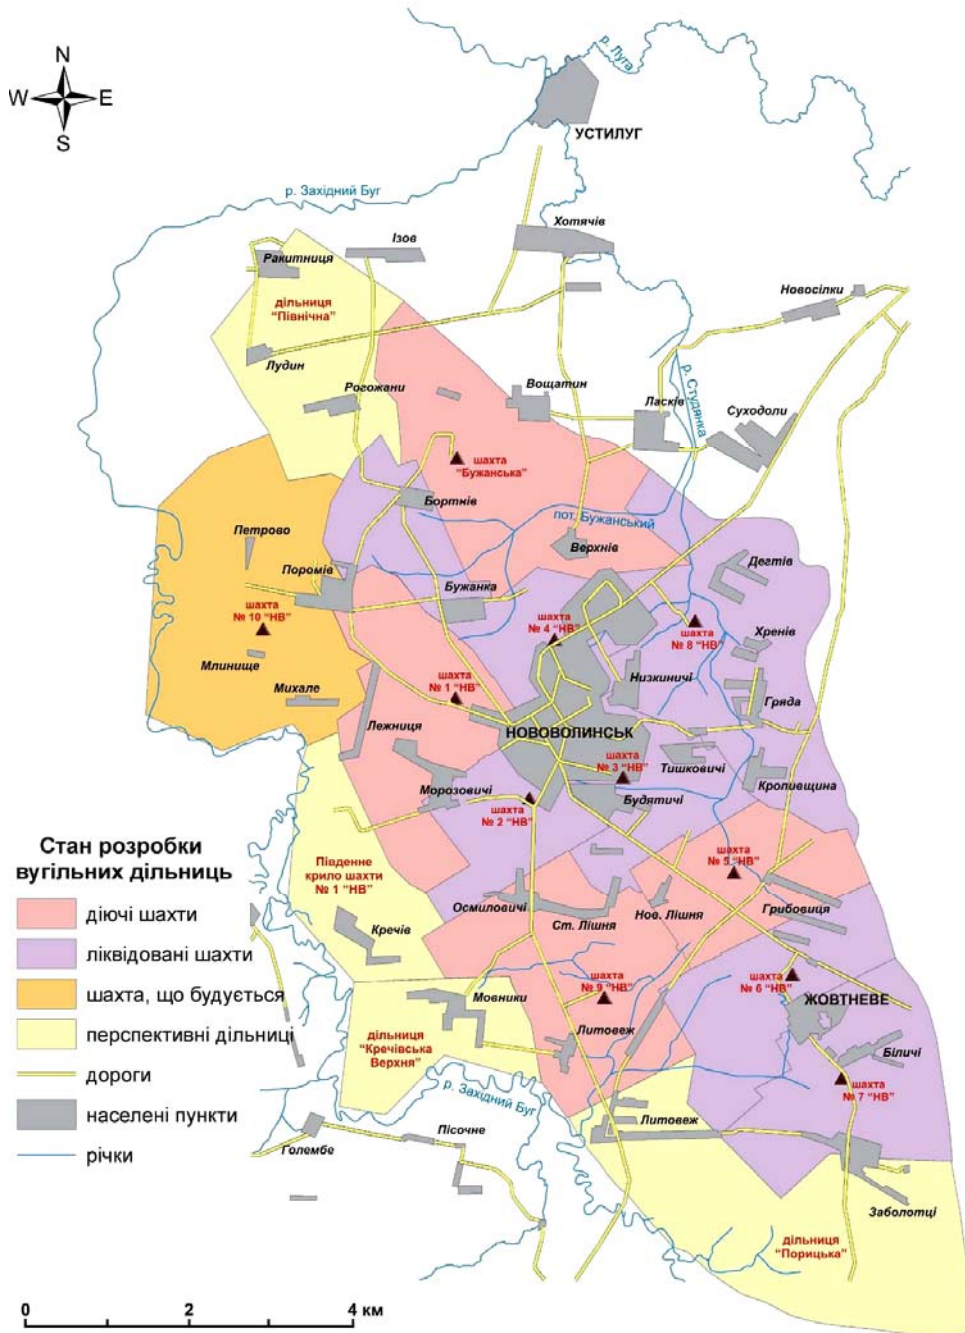 N
W
E
S
р. Луга
УСТИЛУГ
р. Західний Буг
Хотячів
Ізов
Ракитниця
Новосілки
дільниця
"Північна"
Лудин
р. Студянка
Рогожани
Вощатин
Ласків
Суходоли
шахта
"Бужанська"
Бортнів
пот. Бужанський
Петрово
Верхнів
Дегтів
Поромів
Бужанка
шахта
№ 10 "НВ"
шахта
№ 4 "НВ"
шахта
№ 8 "НВ"
Хренів
Млинище
шахта
№ 1 "НВ"
Низкиничі
Михале
Гряда
Лежниця
НОВОВОЛИНСЬК
шахта
№ 3 "НВ"
Тишковичі
Кропивщина
Морозовичі
шахта
№ 2 "НВ"
Будятичі
Стан розробки
вугільних дільниць
Південне
крило шахти
№ 1 "НВ"
шахта
№ 5 "НВ"
діючі шахти
Осмиловичі
Ст. Лішня
Нов. Лішня
Грибовиця
Кречів
ліквідовані шахти
шахта
№ 9 "НВ"
шахта
№ 6 "НВ"
шахта, що будується
Мовники
ЖОВТНЕВЕ
перспективні дільниці
дільниця
"Кречівська
Верхня"
Литовеж
Біличі
дороги
р. Західний Буг
шахта
№ 7 "НВ"
населені пункти
Литовеж
Пісочне
Голембе
річки
Заболотці
дільниця
"Порицька"
0
2
4 км